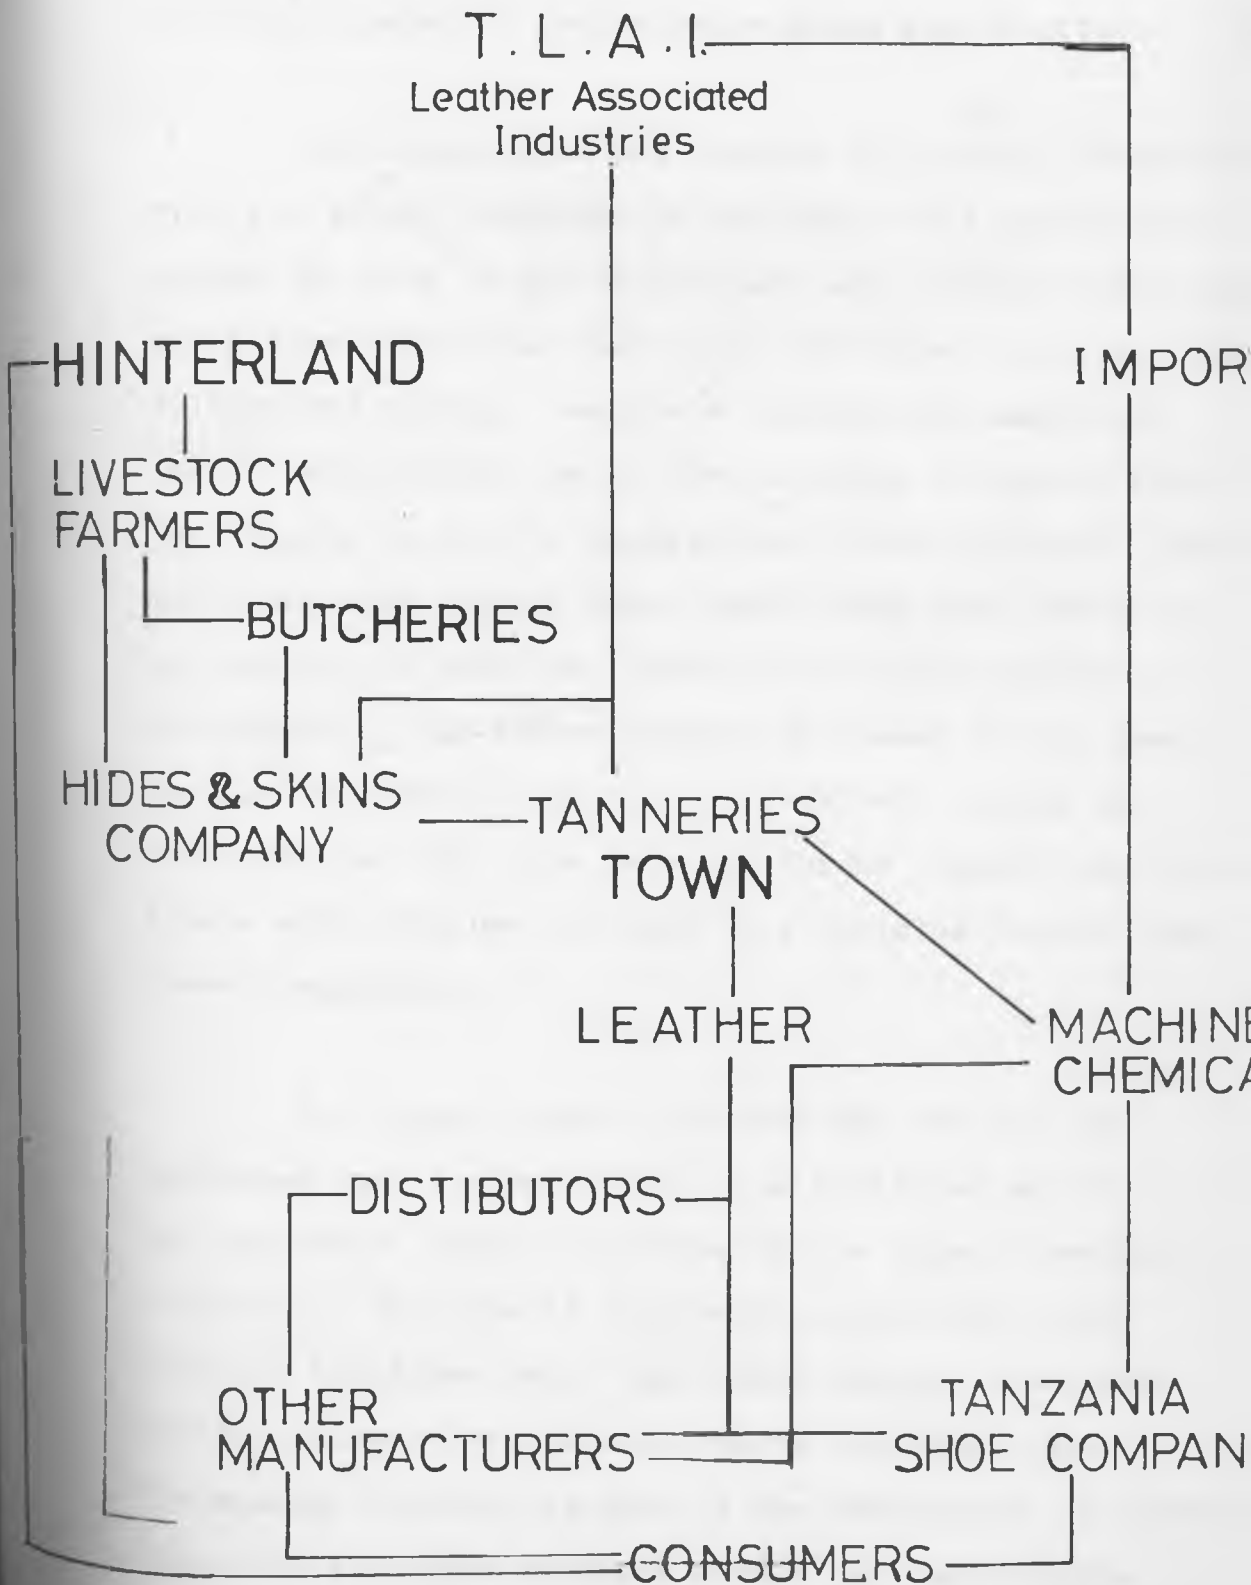 T.L.A.I.
Leather Associated
Industries
HINTERLAND
IMPOR
LIVESTOCK
FARMERS
BUTCHERIES
HIDES & SKINS
COMPANY
TANNERIES
TOWN
LEATHER
MACHINE
CHEMICA
DISTIBUTORS
OTHER
MANUFACTURERS
TANZANIA
SHOE COMPAN
CONSUMERS